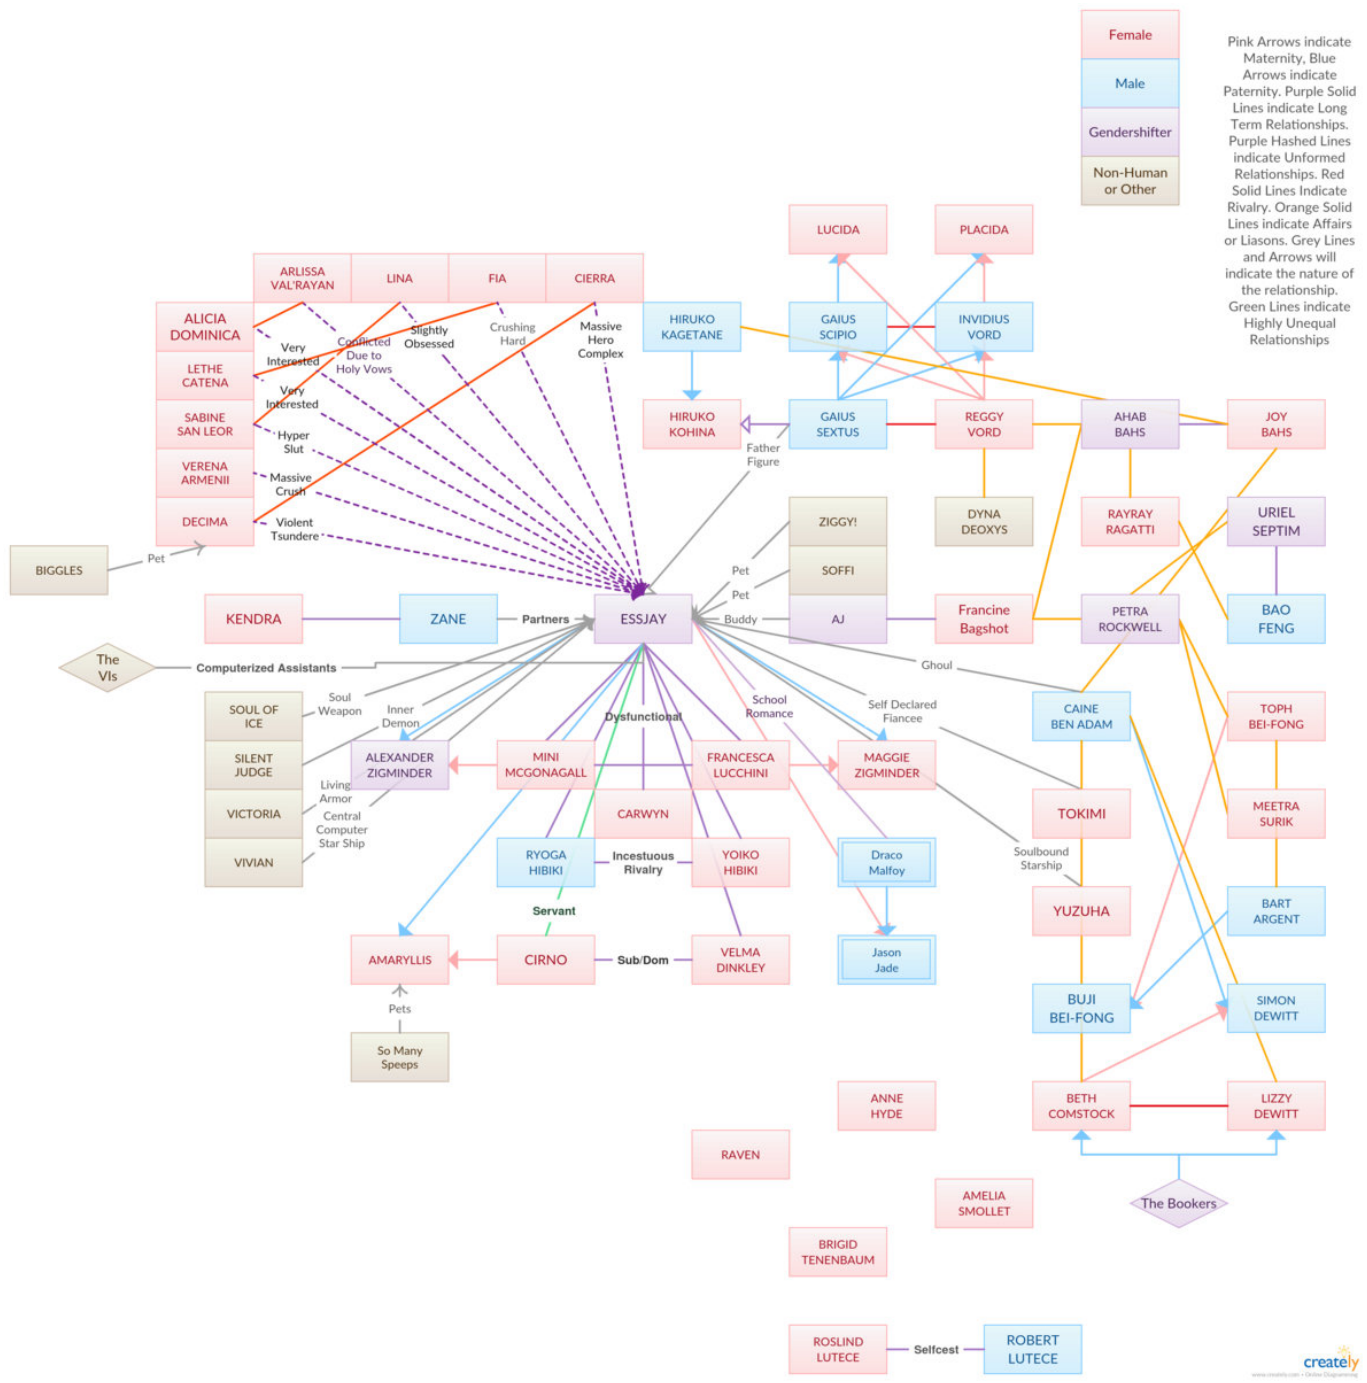 Female
Male
Gendershifter
Non-Human
or Other
Pink Arrows indicate
Maternity, Blue
Arrows indicate
Paternity. Purple Solid
Lines indicate Long
Term Relationships.
Purple Hashed Lines
indicate Unformed
Relationships. Red
Solid Lines Indicate
Rivalry. Orange Solid
Lines indicate Affairs
or Liasons. Grey Lines
and Arrows will
indicate the nature of
the relationship.
Green Lines indicate
Highly Unequal
Relationships
LUCIDA
PLACIDA
ARLISSA
VAL'RAYAN
LINA
FIA
CIERRA
ALICIA
DOMINICA
LETHE
CATENA
SABINE
SAN LEOR
VERENA
ARMENII
DECIMA
Very
Interested
Conflicted
Due to
Holy Vows
Slightly
Obsessed
Crushing
Hard
Massive
Hero
Complex
Very
Interested
Hyper
Slut
Massive
Crush
Violent
Tsundere
HIRUKO
KAGETANE
GAIUS
SCIPIO
INVIDIUS
VORD
HIRUKO
KOHINA
GAIUS
SEXTUS
REGGY
VORD
AHAB
BAHS
JOY
BAHS
Father
Figure
BIGGLES
Pet
ZIGGY!
SOFFI
DYNA
DEOXYS
RAYRAY
RAGATTI
URIEL
SEPTIM
Pet
Pet
KENDRA
ZANE
Partners
ESSJAY
Buddy
AJ
Francine
Bagshot
PETRA
ROCKWELL
BAO
FENG
The
VIs
Computerized Assistants
Ghoul
SOUL OF
ICE
SILENT
JUDGE
VICTORIA
VIVIAN
Soul
Weapon
Inner
Demon
Living
Armor
Central
Computer
Star Ship
Dysfunctional
School
Romance
Self Declared
Fiancee
CAINE
BEN ADAM
TOPH
BEI-FONG
ALEXANDER
ZIGMINDER
MINI
MCGONAGALL
FRANCESCA
LUCCHINI
MAGGIE
ZIGMINDER
CARWYN
TOKIMI
MEETRA
SURIK
RYOGA
HIBIKI
Incestuous
Rivalry
YOIKO
HIBIKI
Draco
Malfoy
Soulbound
Starship
YUZUHA
BART
ARGENT
Servant
AMARYLLIS
CIRNO
Sub/Dom
VELMA
DINKLEY
Jason
Jade
Pets
So Many
Speeps
BUJI
BEI-FONG
SIMON
DEWITT
ANNE
HYDE
BETH
COMSTOCK
LIZZY
DEWITT
RAVEN
AMELIA
SMOLLET
The Bookers
BRIGID
TENENBAUM
ROSLIND
LUTECE
Selfcest
ROBERT
LUTECE
creately
www.creately.com • Online Diagramming